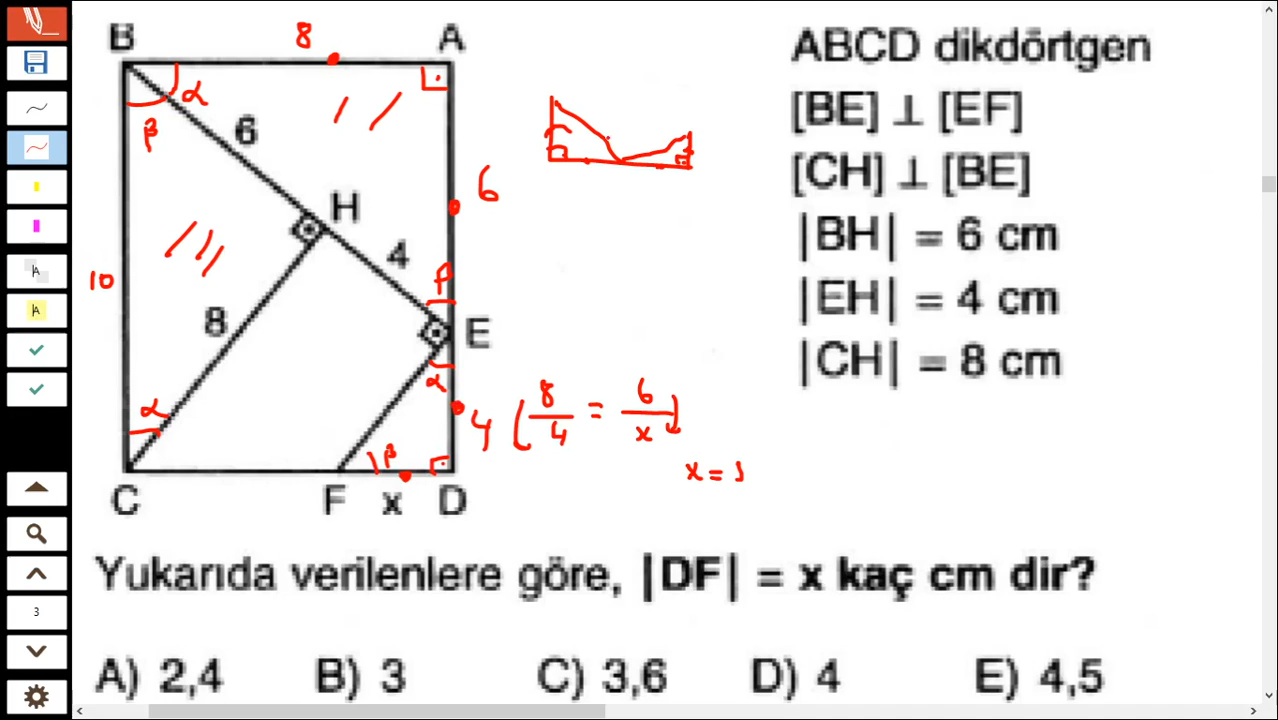 B 8 A
α
β 6
H 6
4 β
10 8 E
α α
4 8/4 = 6/x
β x = 3
C F x D
ABCD dikdörtgen
[BE] ⊥ [EF]
[CH] ⊥ [BE]
|BH| = 6 cm
|EH| = 4 cm
|CH| = 8 cm
Yukarıda verilenlere göre, |DF| = x kaç cm dir?
A) 2,4 B) 3 C) 3,6 D) 4 E) 4,5
A
A
3